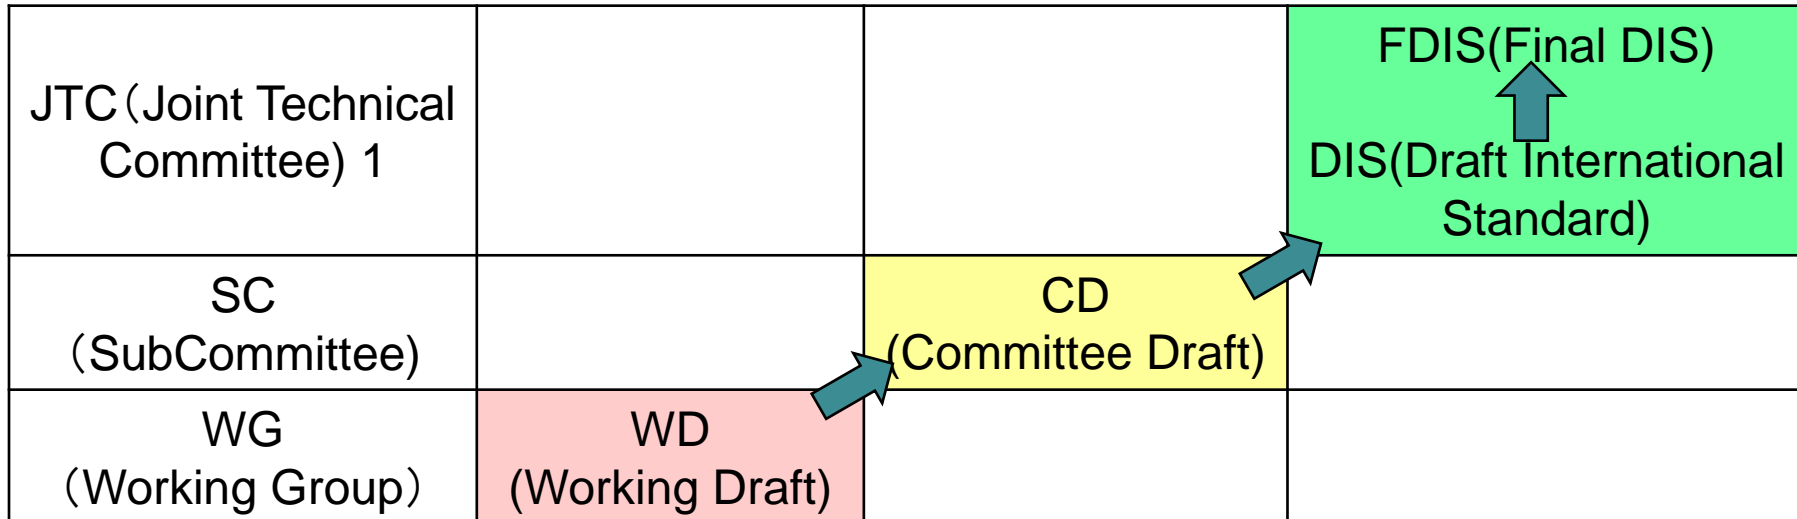 JTC（Joint Technical
Committee) 1
FDIS(Final DIS)
DIS(Draft International
Standard)
SC
（SubCommittee)
CD
(Committee Draft)
WG
（Working Group）
WD
(Working Draft)